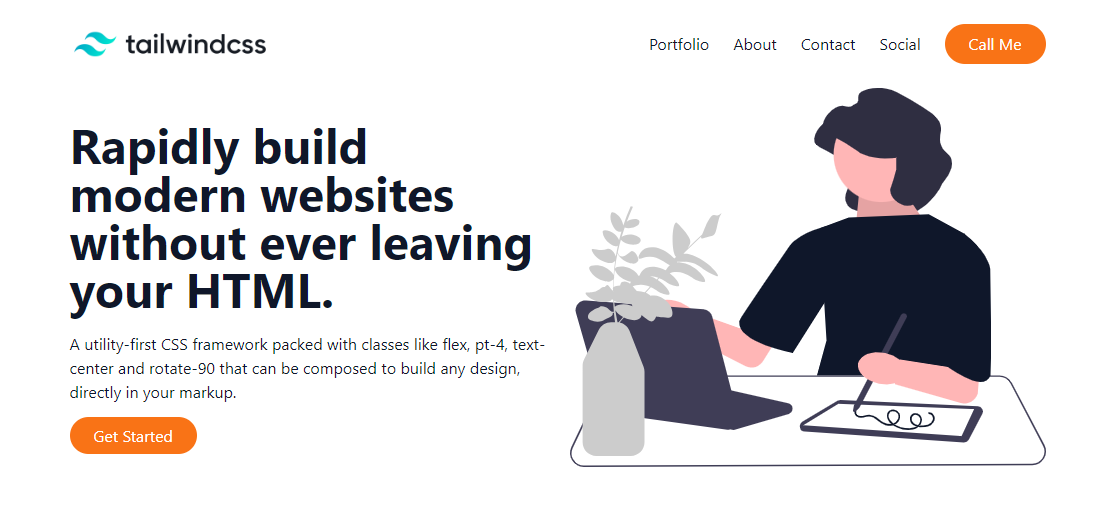 tailwindcss
Portfolio About Contact Social Call Me
Rapidly build
modern websites
without ever leaving
your HTML.
A utility-first CSS framework packed with classes like flex, pt-4, text-
center and rotate-90 that can be composed to build any design,
directly in your markup.
Get Started